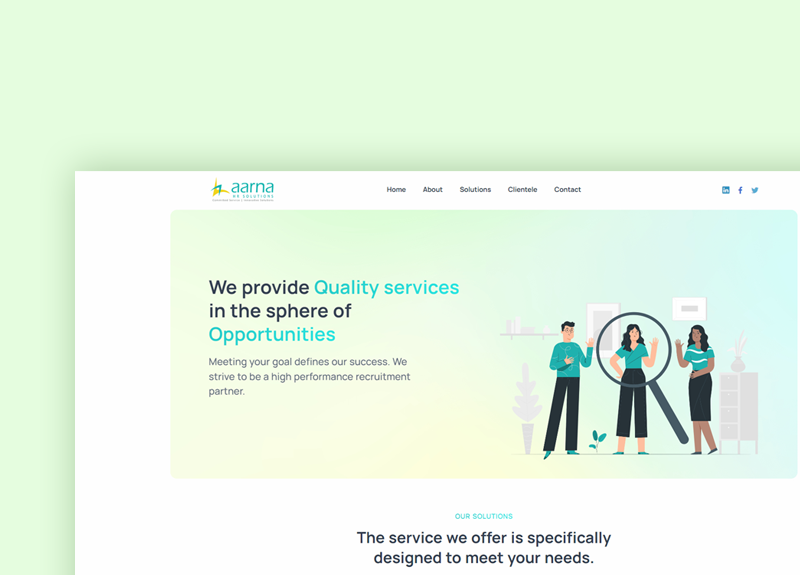 aarna
HR SOLUTIONS
Home About Solutions Clientele Contact
We provide Quality services
in the sphere of
Opportunities
Meeting your goal defines our success. We
strive to be a high performance recruitment
partner.
OUR SOLUTIONS
The service we offer is specifically
designed to meet your needs.